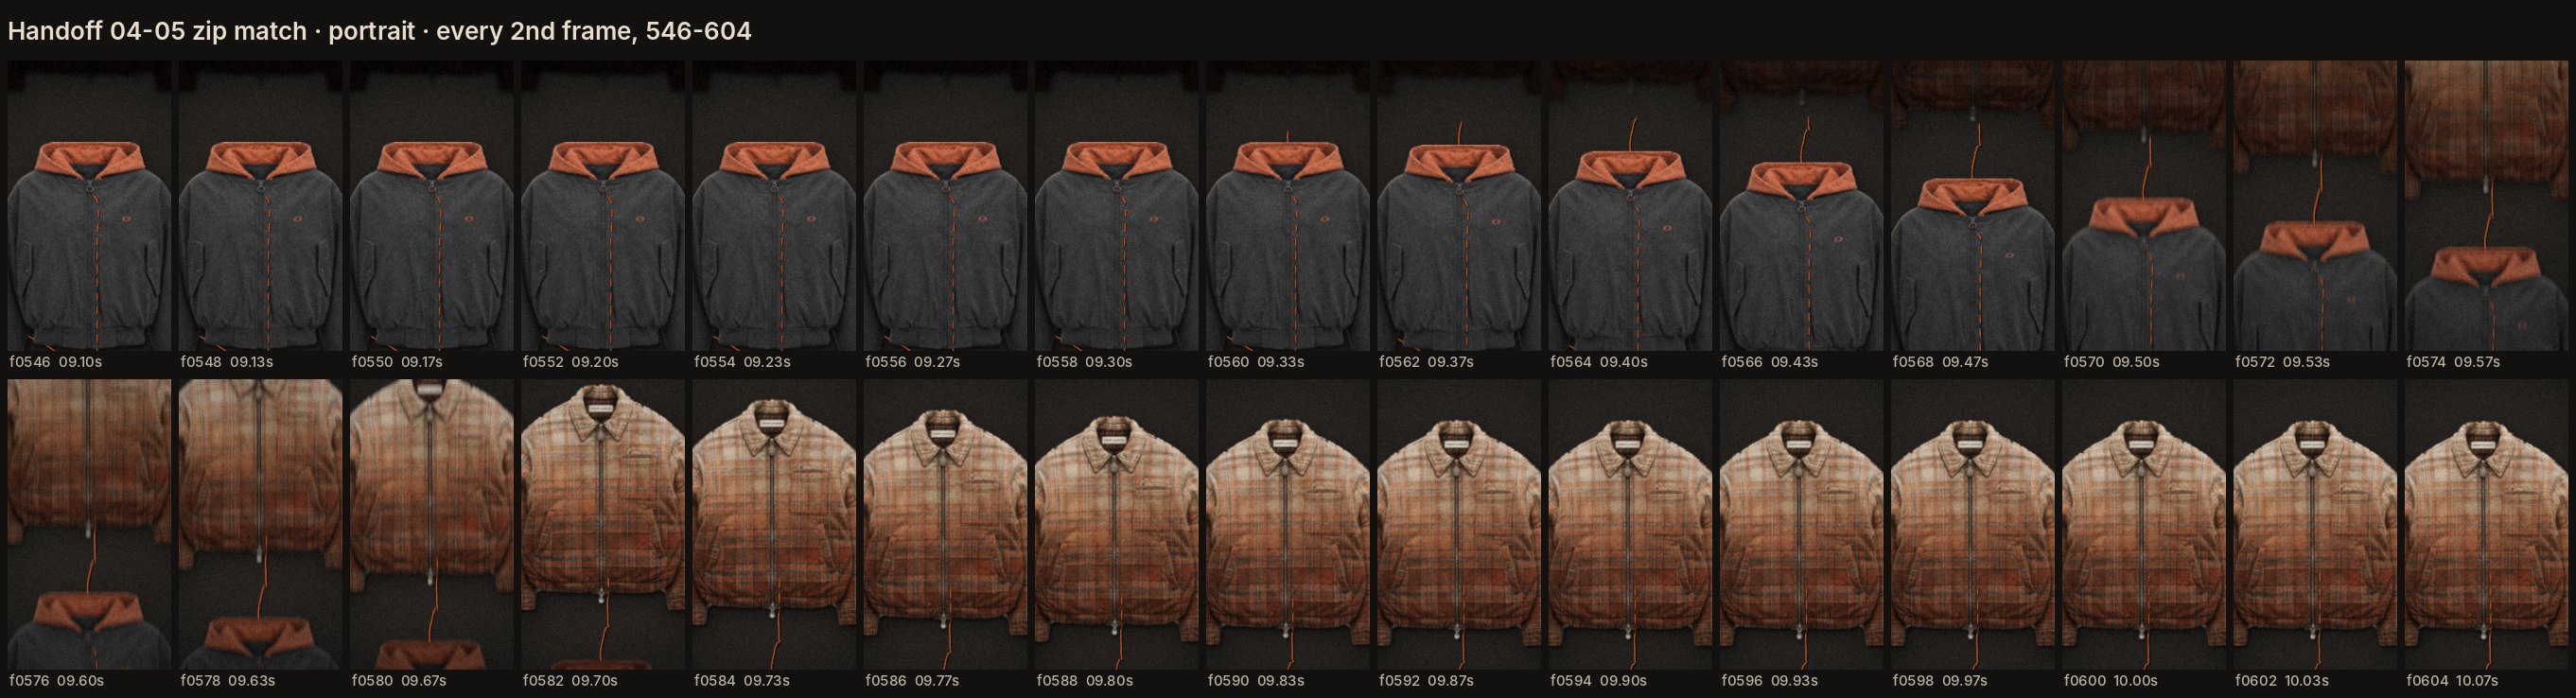 Handoff 04-05 zip match · portrait · every 2nd frame, 546-604
f0546 09.10s
f0548 09.13s
f0550 09.17s
f0552 09.20s
f0554 09.23s
f0556 09.27s
f0558 09.30s
f0560 09.33s
f0562 09.37s
f0564 09.40s
f0566 09.43s
f0568 09.47s
f0570 09.50s
f0572 09.53s
f0574 09.57s
f0576 09.60s
f0578 09.63s
f0580 09.67s
f0582 09.70s
f0584 09.73s
f0586 09.77s
f0588 09.80s
f0590 09.83s
f0592 09.87s
f0594 09.90s
f0596 09.93s
f0598 09.97s
f0600 10.00s
f0602 10.03s
f0604 10.07s